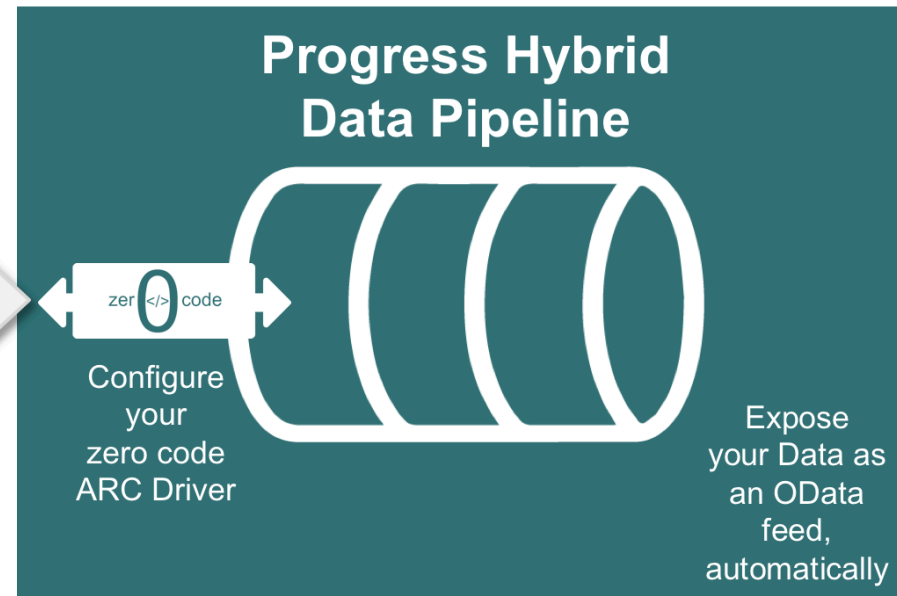 Progress Hybrid
Data Pipeline
zer0 </> code
Configure
your
zero code
ARC Driver
Expose
your Data as
an OData
feed,
automatically